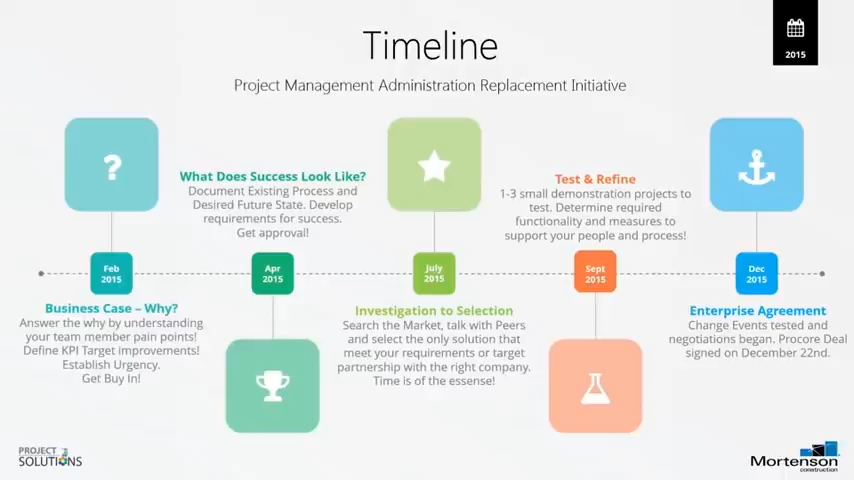 Timeline
2015
Project Management Administration Replacement Initiative
?
What Does Success Look Like?
Document Existing Process and
Desired Future State. Develop
requirements for success.
Get approval!
Test & Refine
1-3 small demonstration projects to
test. Determine required
functionality and measures to
support your people and process!
Feb
2015
Apr
2015
July
2015
Sept
2015
Dec
2015
Business Case – Why?
Answer the why by understanding
your team member pain points!
Define KPI Target improvements!
Establish Urgency.
Get Buy In!
Investigation to Selection
Search the Market, talk with Peers
and select the only solution that
meet your requirements or target
partnership with the right company.
Time is of the essense!
Enterprise Agreement
Change Events tested and
negotiations began. Procore Deal
signed on December 22nd.
PROJECT
SOLUTIONS
Mortenson
construction